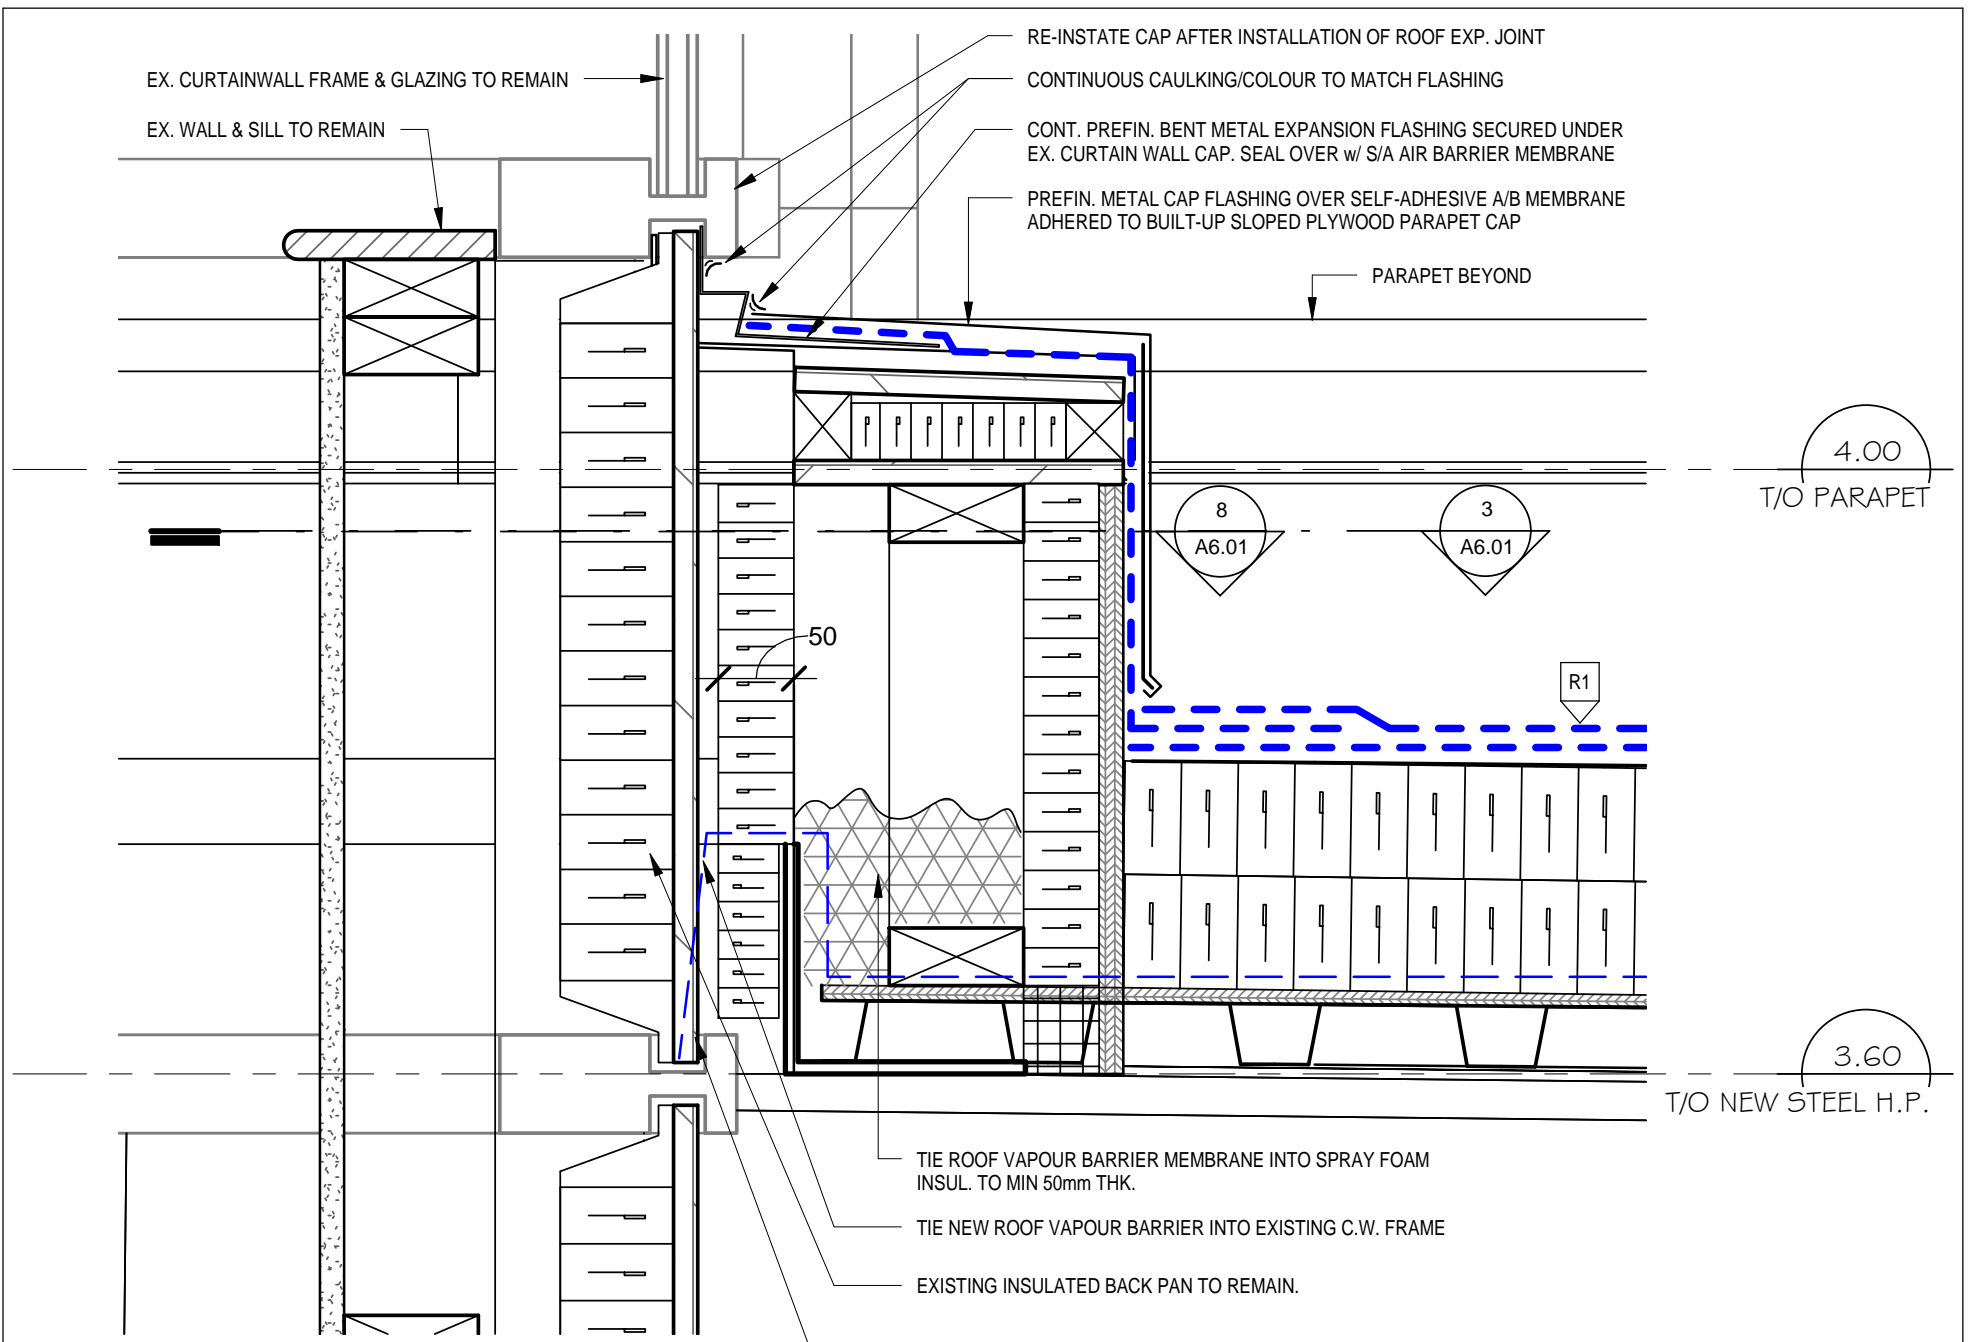 RE-INSTATE CAP AFTER INSTALLATION OF ROOF EXP. JOINT
EX. CURTAINWALL FRAME & GLAZING TO REMAIN
CONTINUOUS CAULKING/COLOUR TO MATCH FLASHING
EX. WALL & SILL TO REMAIN
CONT. PREFIN. BENT METAL EXPANSION FLASHING SECURED UNDER
EX. CURTAIN WALL CAP. SEAL OVER w/ S/A AIR BARRIER MEMBRANE
PREFIN. METAL CAP FLASHING OVER SELF-ADHESIVE A/B MEMBRANE
ADHERED TO BUILT-UP SLOPED PLYWOOD PARAPET CAP
PARAPET BEYOND
4.00
T/O PARAPET
8
A6.01
3
A6.01
50
R1
3.60
T/O NEW STEEL H.P.
TIE ROOF VAPOUR BARRIER MEMBRANE INTO SPRAY FOAM
INSUL. TO MIN 50mm THK.
TIE NEW ROOF VAPOUR BARRIER INTO EXISTING C.W. FRAME
EXISTING INSULATED BACK PAN TO REMAIN.